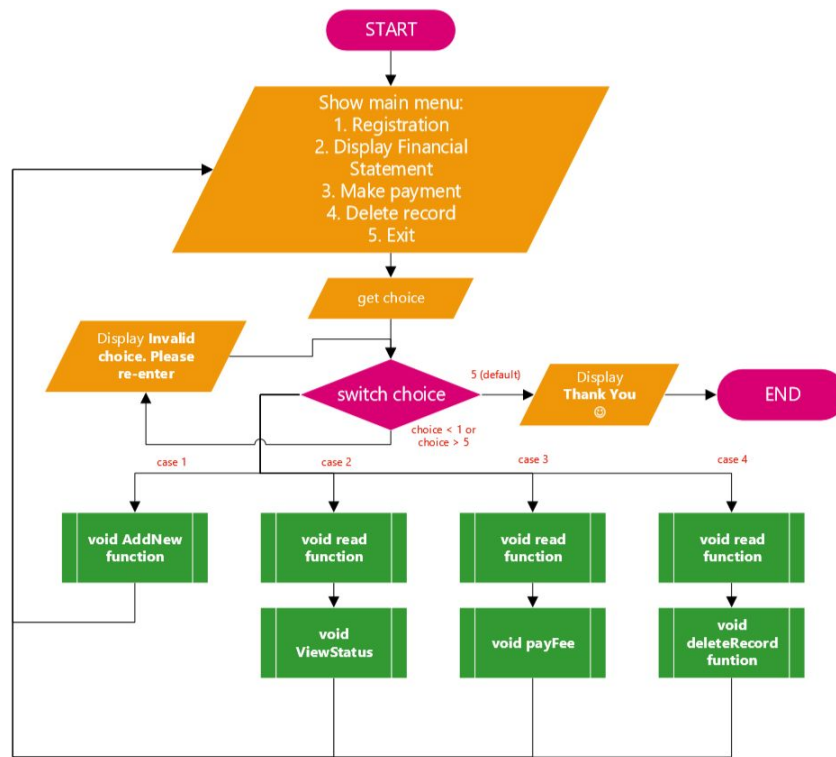 START
Show main menu:
1. Registration
2. Display Financial
Statement
3. Make payment
4. Delete record
5. Exit
get choice
Display Invalid
choice. Please
re-enter
switch choice
5 (default)
Display
Thank You
☺
END
choice < 1 or
choice > 5
case 1
case 2
case 3
case 4
void AddNew
function
void read
function
void read
function
void read
function
void
ViewStatus
void payFee
void
deleteRecord
funtion